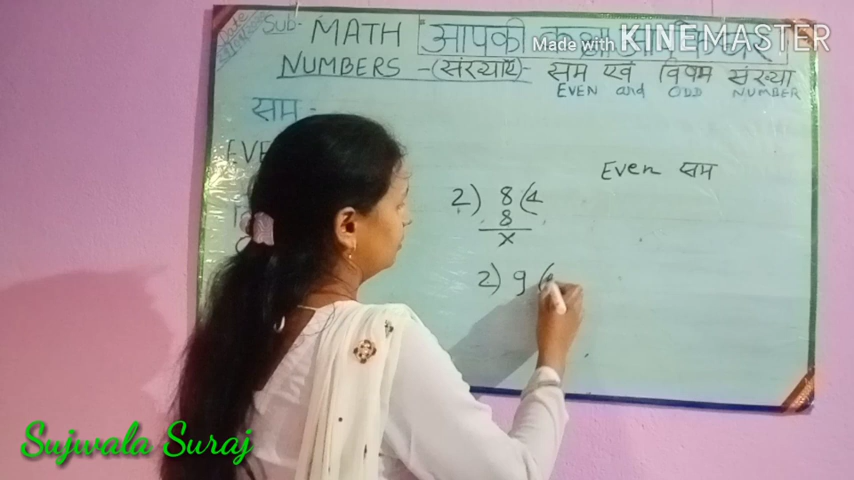 Sub- MATH आपकी
Made with KINEMASTER
NUMBERS -(संख्याएँ)- सम एवं विषम संख्या
EVEN and ODD NUMBER
सम:-
EVE
Even सम
2) 8 (4
8
x
2) 9 (
Sujwala Suraj